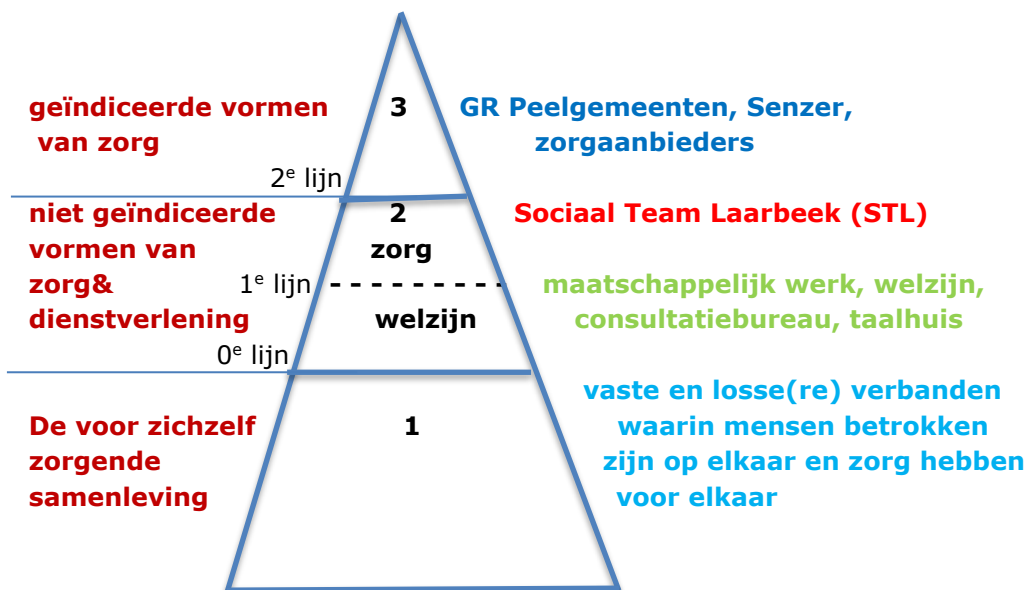 geïndiceerde vormen
van zorg
3
GR Peelgemeenten, Senzer,
zorgaanbieders
2e lijn
niet geïndiceerde
vormen van
zorg&
dienstverlening
2
zorg
Sociaal Team Laarbeek (STL)
1e lijn
welzijn
maatschappelijk werk, welzijn,
consultatiebureau, taalhuis
0e lijn
De voor zichzelf
zorgende
samenleving
1
vaste en losse(re) verbanden
waarin mensen betrokken
zijn op elkaar en zorg hebben
voor elkaar